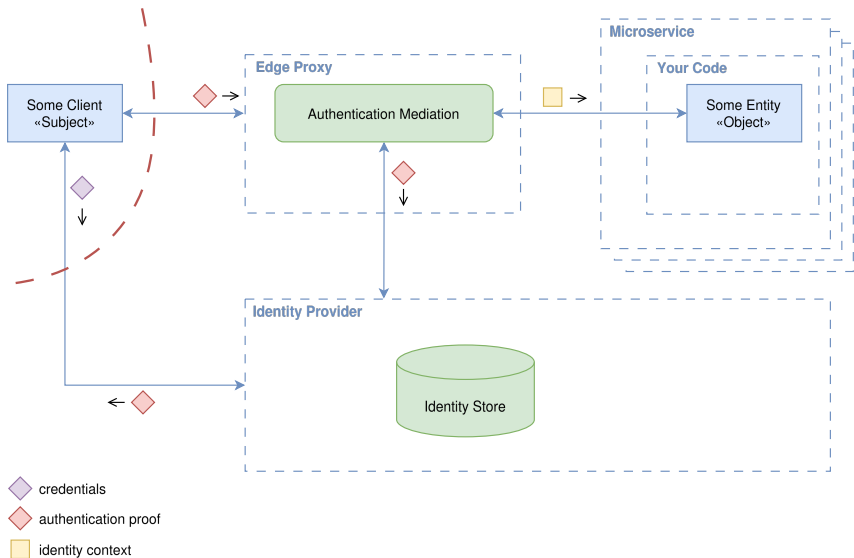 Microservice
Edge Proxy
Your Code
Some Client
«Subject»
Authentication Mediation
Some Entity
«Object»
Identity Provider
Identity Store
credentials
authentication proof
identity context